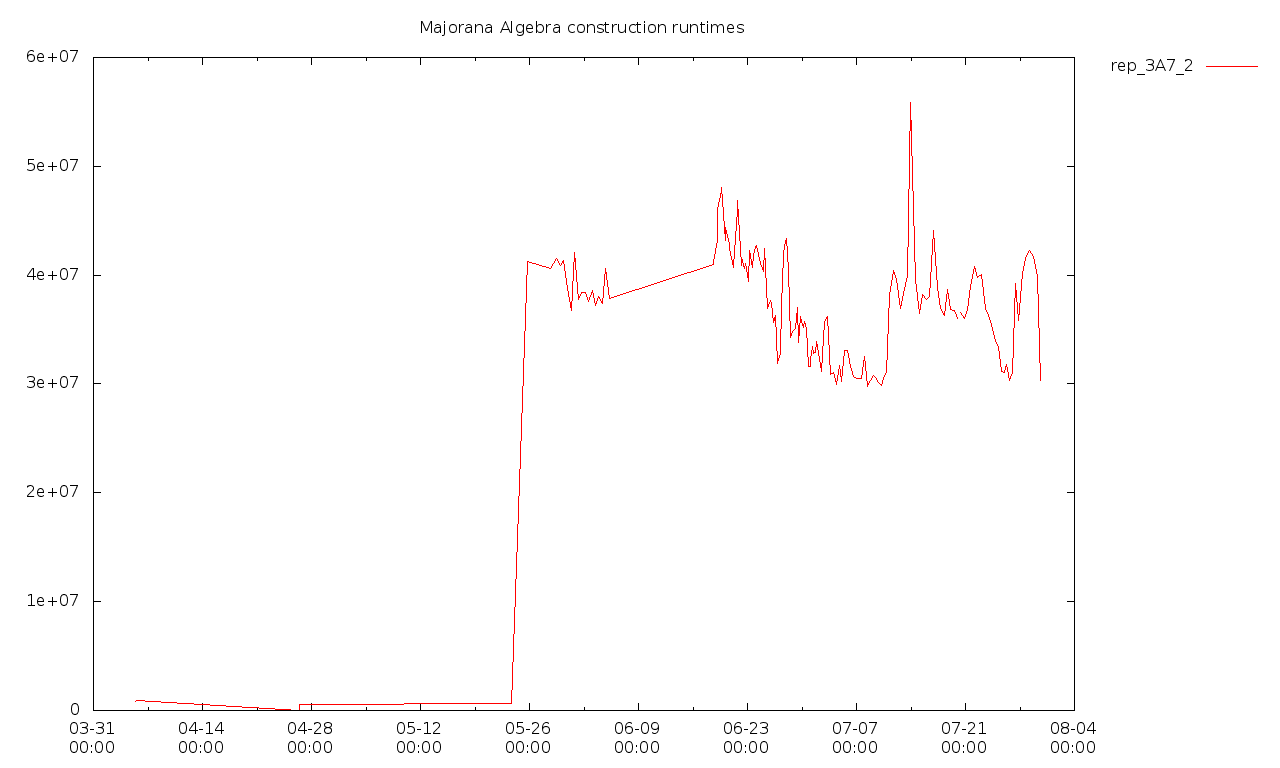 Majorana Algebra construction runtimes
rep_3A7_2
6e+07
5e+07
4e+07
3e+07
2e+07
1e+07
0
03-31 04-14 04-28 05-12 05-26 06-09 06-23 07-07 07-21 08-04
00:00 00:00 00:00 00:00 00:00 00:00 00:00 00:00 00:00 00:00